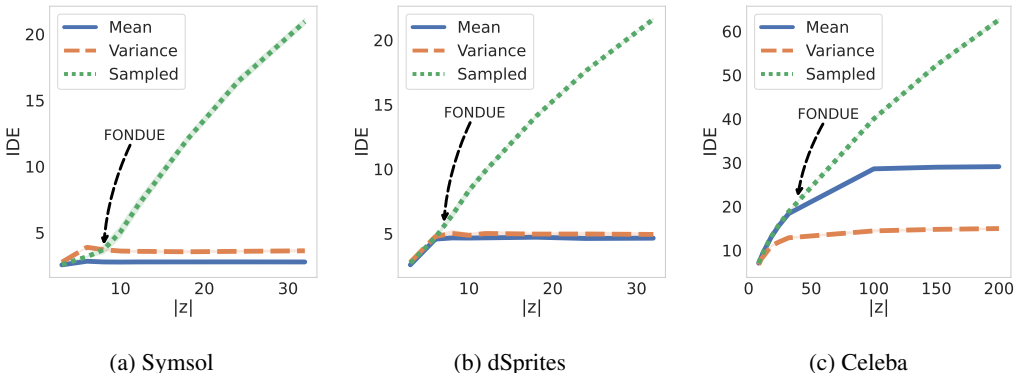 Mean
Variance
Sampled
FONDUE
IDE
20
15
10
5
10
20
30
|z|
(a) Symsol
Mean
Variance
Sampled
FONDUE
IDE
20
15
10
5
10
20
30
|z|
(b) dSprites
Mean
Variance
Sampled
FONDUE
IDE
60
50
40
30
20
10
0
50
100
150
200
|z|
(c) Celeba